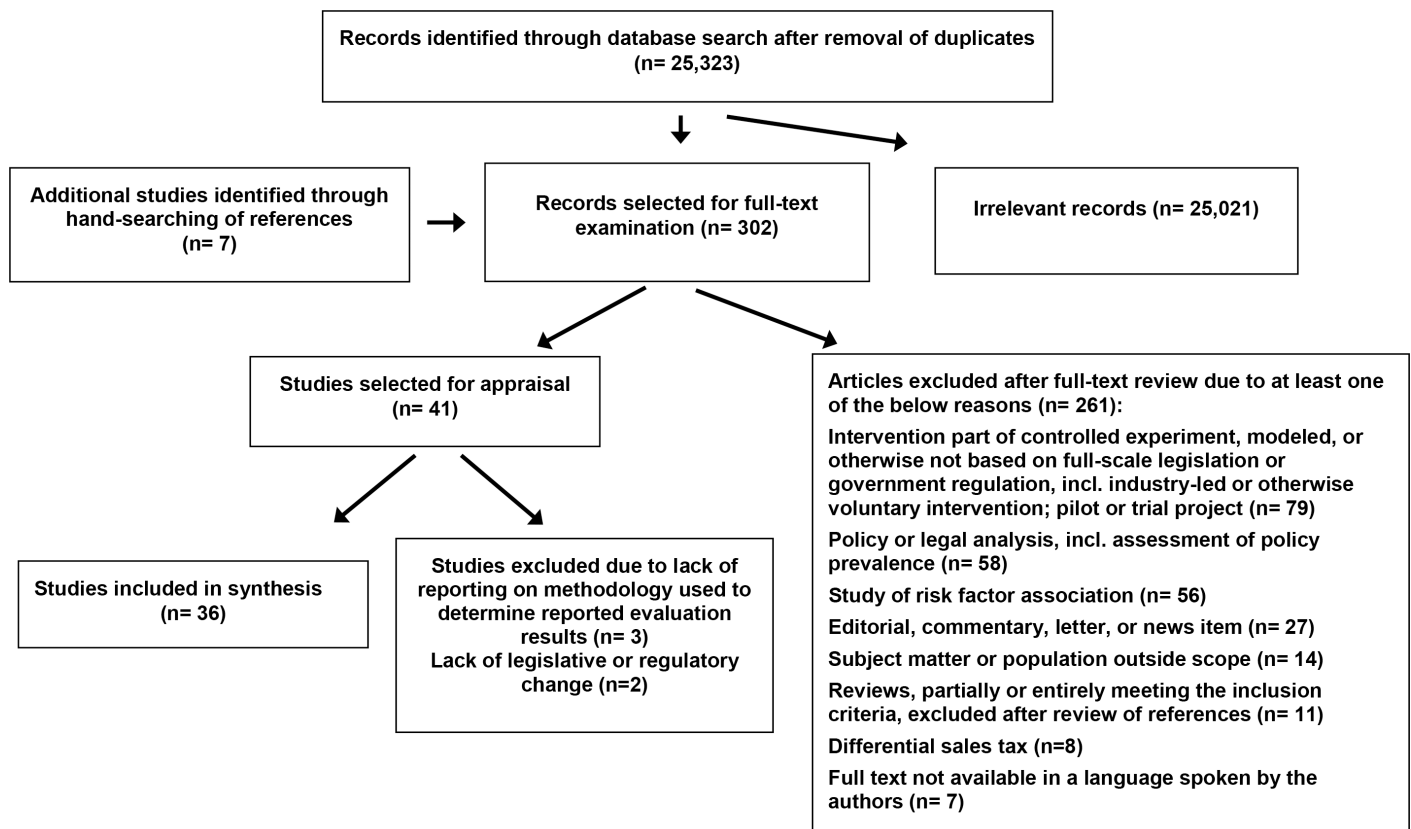 Records identified through database search after removal of duplicates
(n= 25,323)
Additional studies identified through
hand-searching of references
(n= 7)
Records selected for full-text
examination (n= 302)
Irrelevant records (n= 25,021)
Studies selected for appraisal
(n= 41)
Articles excluded after full-text review due to at least one
of the below reasons (n= 261):
Intervention part of controlled experiment, modeled, or
otherwise not based on full-scale legislation or
government regulation, incl. industry-led or otherwise
voluntary intervention; pilot or trial project (n= 79)
Policy or legal analysis, incl. assessment of policy
prevalence (n= 58)
Study of risk factor association (n= 56)
Editorial, commentary, letter, or news item (n= 27)
Subject matter or population outside scope (n= 14)
Reviews, partially or entirely meeting the inclusion
criteria, excluded after review of references (n= 11)
Differential sales tax (n=8)
Full text not available in a language spoken by the
authors (n= 7)
Studies included in synthesis
(n= 36)
Studies excluded due to lack of
reporting on methodology used to
determine reported evaluation
results (n= 3)
Lack of legislative or regulatory
change (n=2)